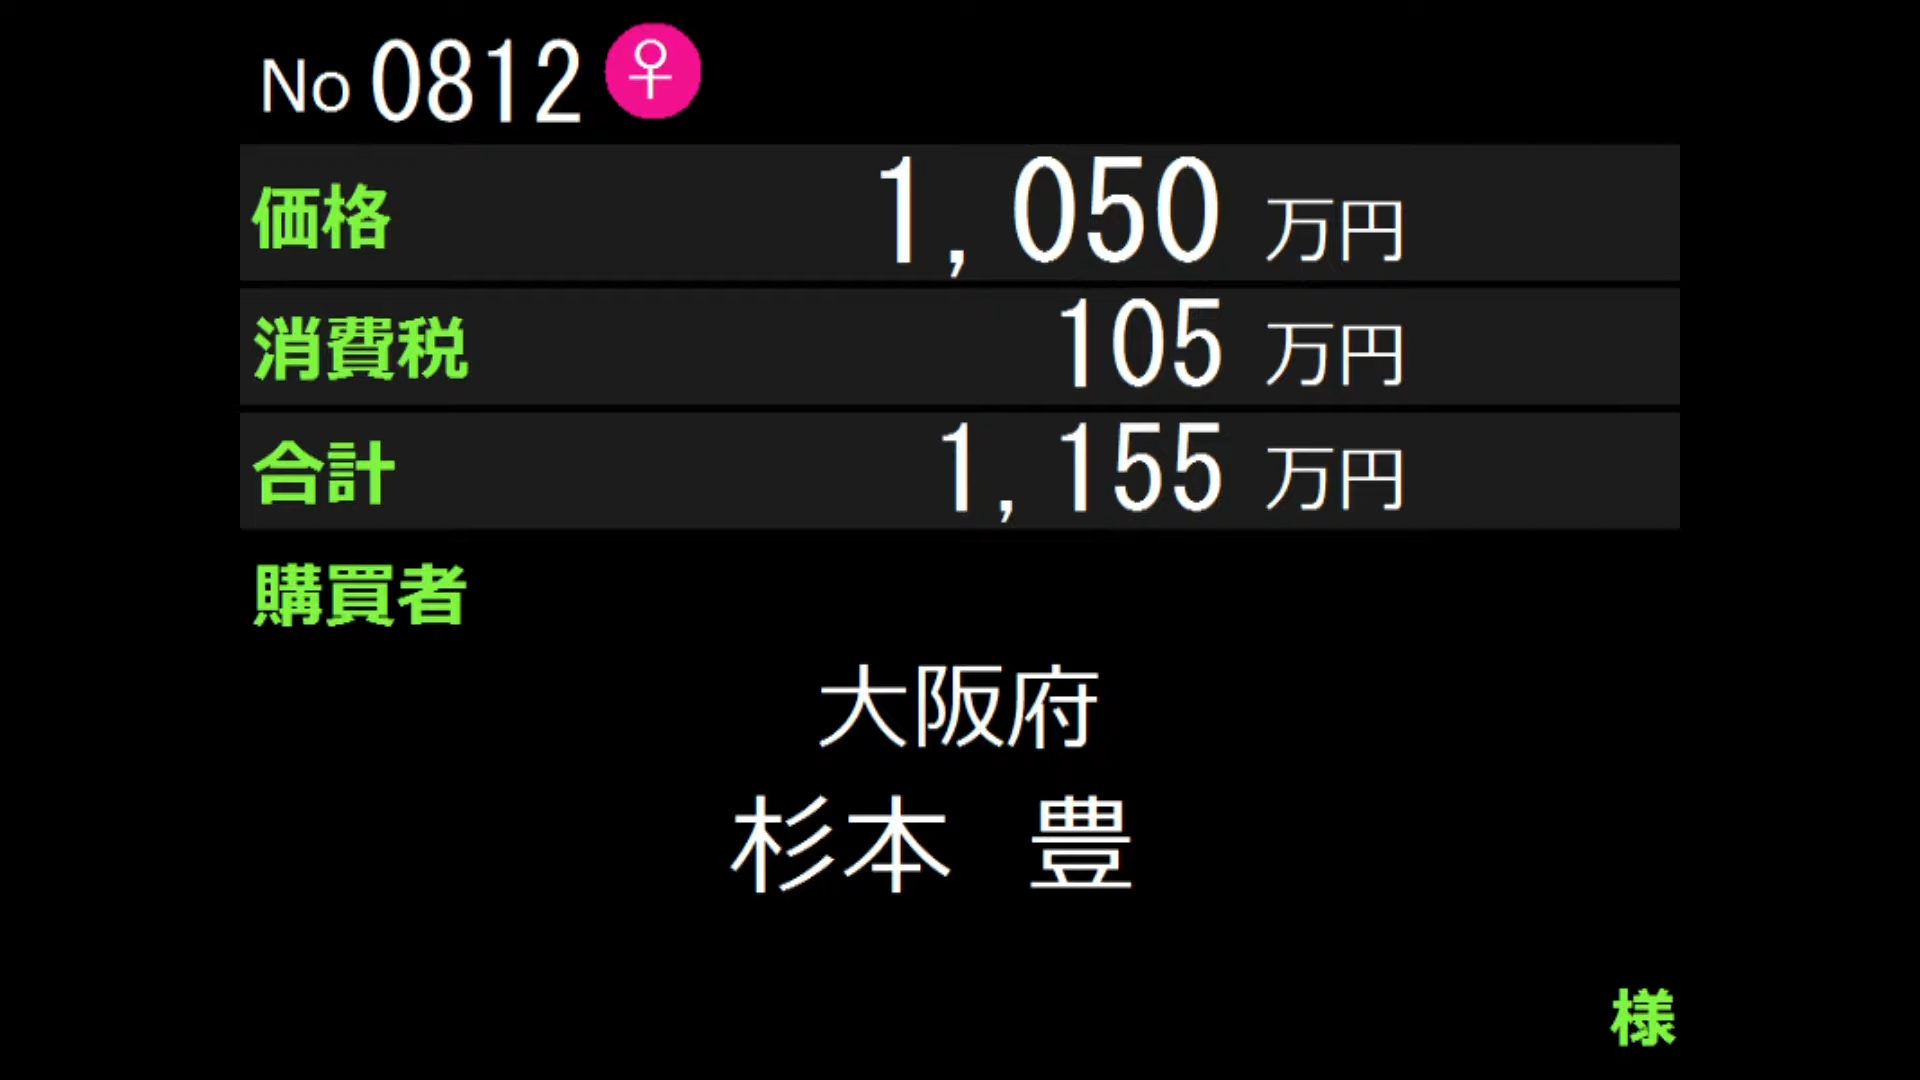 No 0812 ♀
価格 1,050 万円
消費税 105 万円
合計 1,155 万円
購買者
大阪府
杉本 豊
様